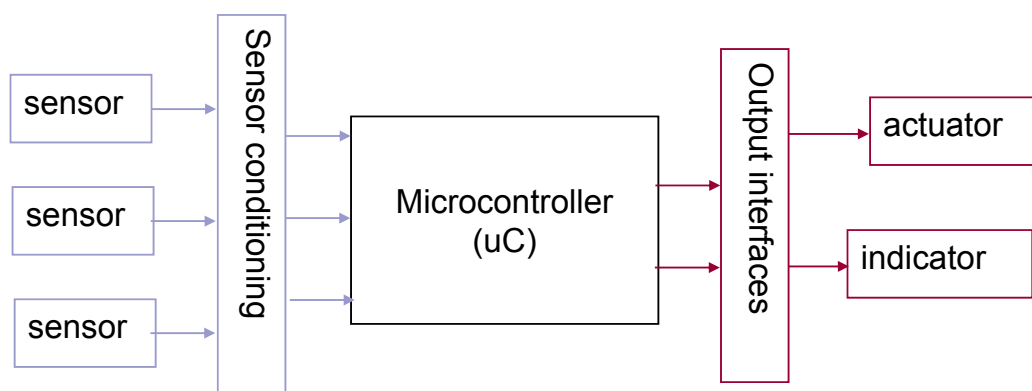 sensor
sensor
sensor
Sensor conditioning
Microcontroller
(uC)
Output interfaces
actuator
indicator